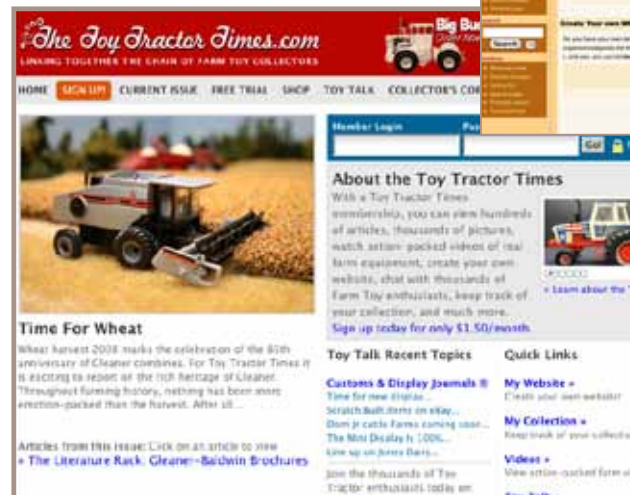 The Toy Tractor Times.com
Big Bu
LINKING TOGETHER THE CHAIN OF FARM TOY COLLECTORS
HOME SIGN UP! CURRENT ISSUE FREE TRIAL SHOP TOY TALK COLLECTOR'S CO
Search
Create Your own
Member Login
Go!
About the Toy Tractor Times
With a Toy Tractor Times
membership, you can view hundreds
of articles, thousands of pictures,
watch action-packed videos of real
farm equipment, create your own
website, chat with thousands of
Farm Toy enthusiasts, keep track of
your collection, and much more.
Sign up today for only $1.50/month.
» Learn about the
Time For Wheat
Wheat harvest 2008 marks the celebration of the 85th
anniversary of Gleaner combines. For Toy Tractor Times it
is exciting to report on the rich heritage of Gleaner.
Throughout farming history, nothing has been more
emotion-packed than the harvest. After all...
Articles from this issue: Click on an article to view
» The Literature Rack: Gleaner-Baldwin Brochures
Toy Talk Recent Topics
Customs & Display Journals
Time for new display...
Scratch Built items on eBay...
Dom Jr cattle Farms coming soon...
The Mini Display is 100%...
Line up on Jones Dairy...
Join the thousands of Toy
Tractor enthusiasts today on
Quick Links
My Website »
Create your own website!
My Collection »
Keep track of your collection
Videos »
View action-packed farm
Toy Talk